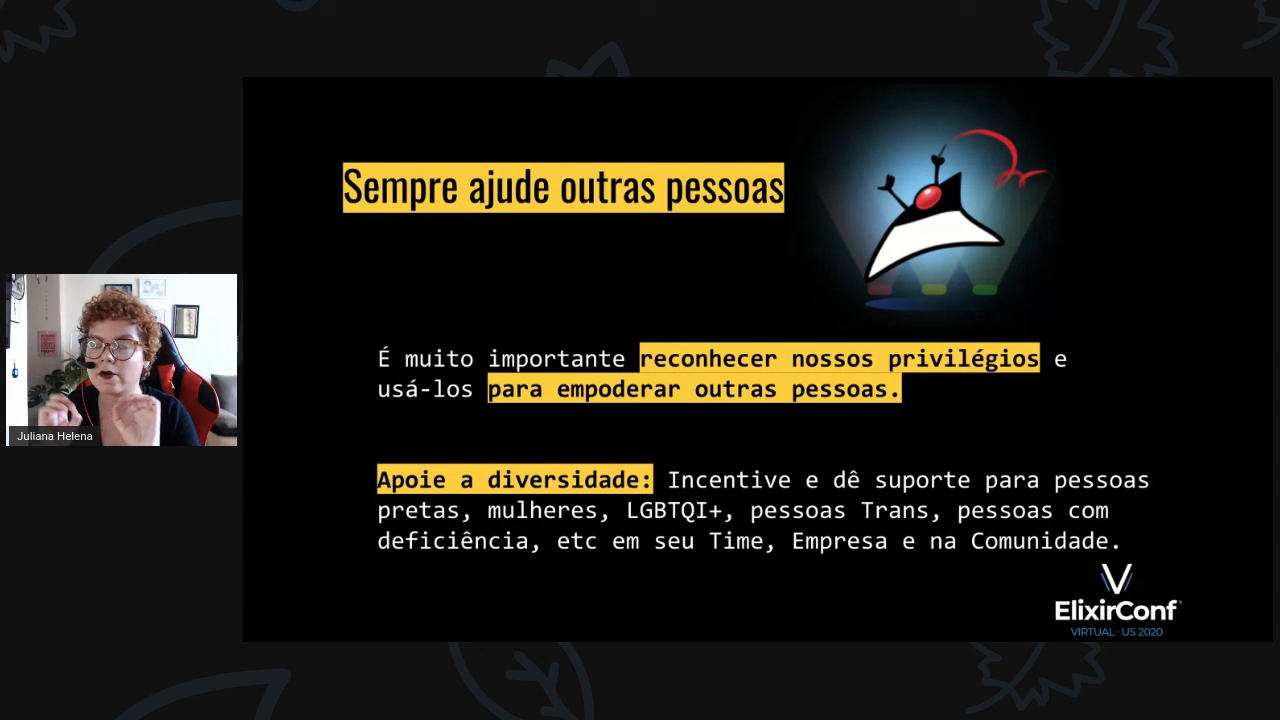 Sempre ajude outras pessoas
É muito importante reconhecer nossos privilégios e
usá-los para empoderar outras pessoas.
Apoie a diversidade: Incentive e dê suporte para pessoas
pretas, mulheres, LGBTQI+, pessoas Trans, pessoas com
deficiência, etc em seu Time, Empresa e na Comunidade.
Juliana Helena
ElixirConf
VIRTUAL · US 2020